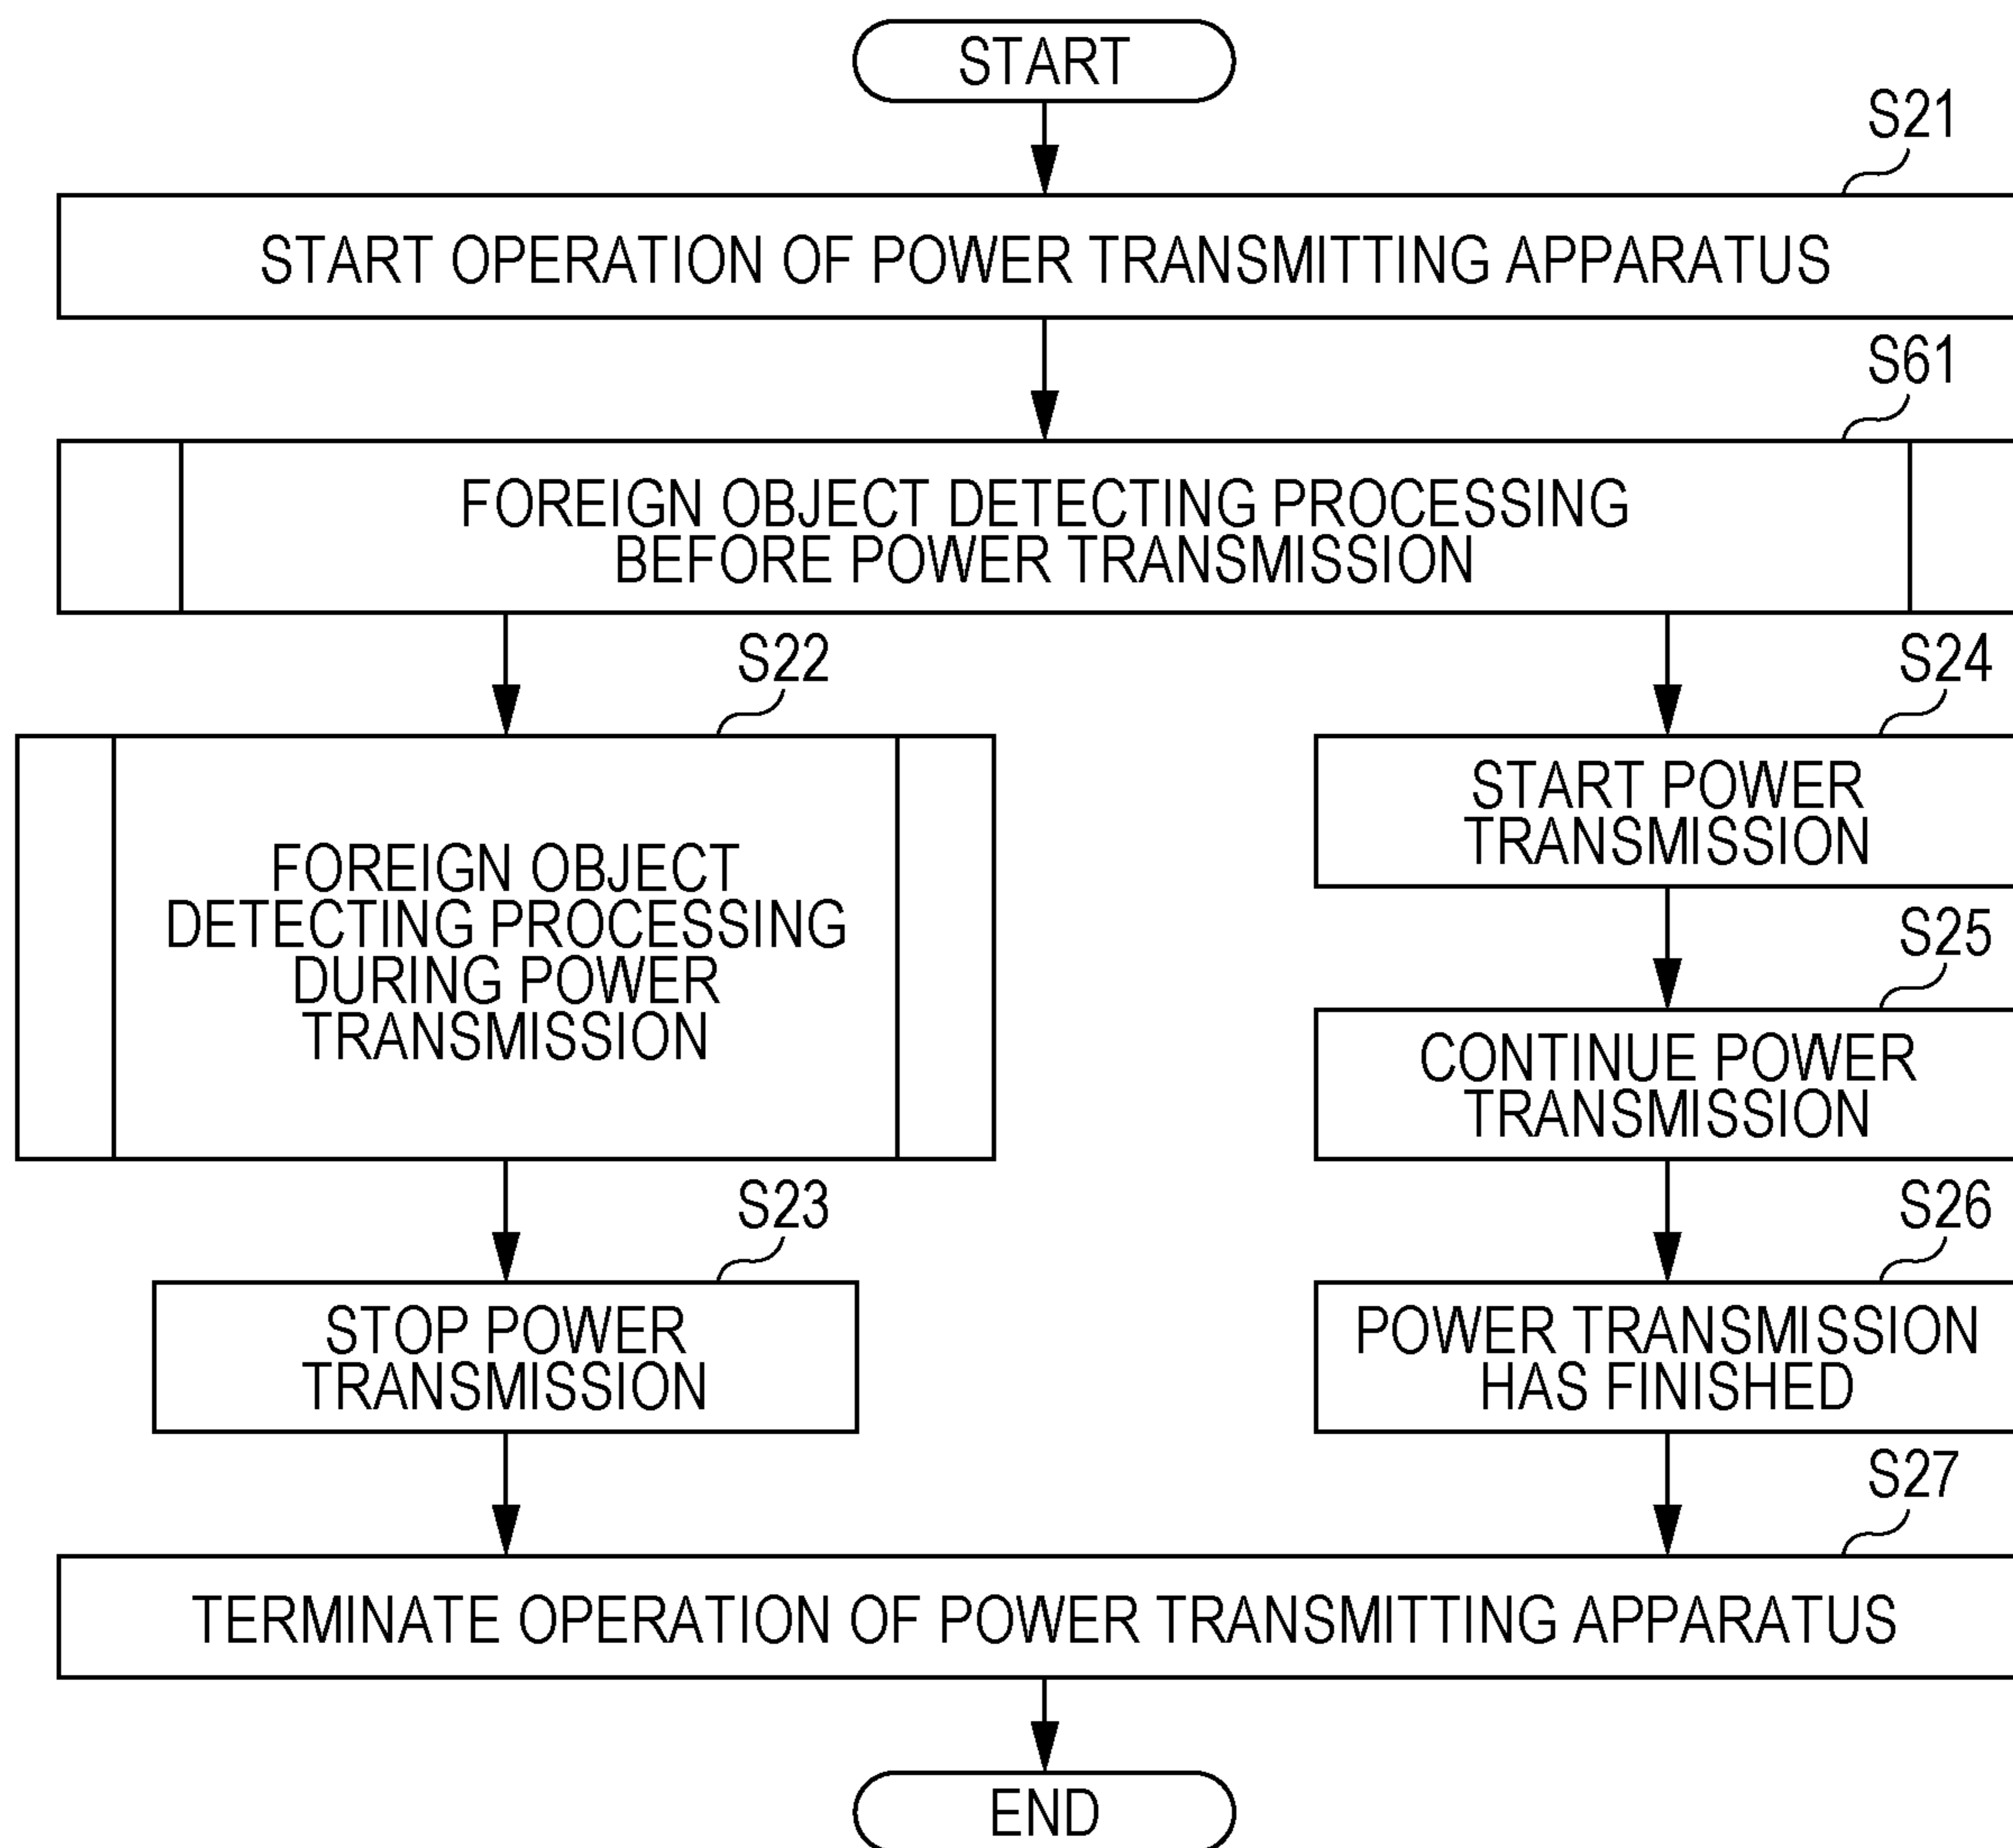 START
S21
START OPERATION OF POWER TRANSMITTING APPARATUS
S61
FOREIGN OBJECT DETECTING PROCESSING
BEFORE POWER TRANSMISSION
S22
FOREIGN OBJECT
DETECTING PROCESSING
DURING POWER
TRANSMISSION
S23
STOP POWER
TRANSMISSION
S24
START POWER
TRANSMISSION
S25
CONTINUE POWER
TRANSMISSION
S26
POWER TRANSMISSION
HAS FINISHED
S27
TERMINATE OPERATION OF POWER TRANSMITTING APPARATUS
END